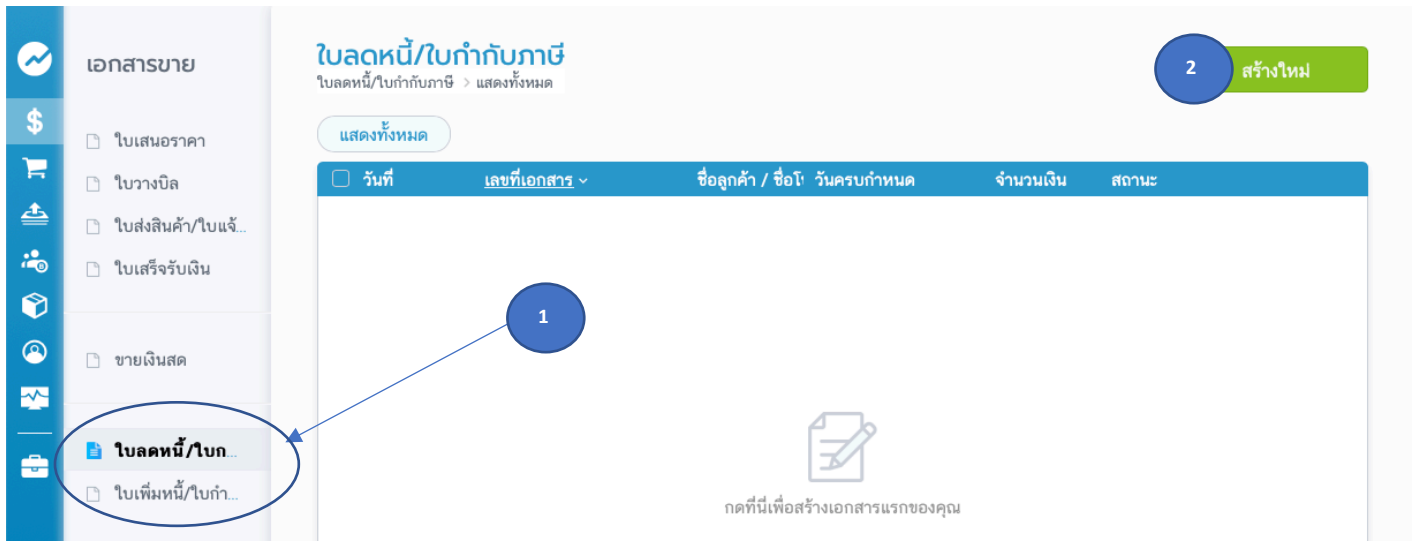 เอกสารขาย
ใบเสนอราคา
ใบวางบิล
ใบส่งสินค้า/ใบแจ้...
ใบเสร็จรับเงิน
ขายเงินสด
ใบลดหนี้/ใบก...
ใบเพิ่มหนี้/ใบกำ...
ใบลดหนี้/ใบกำกับภาษี
ใบลดหนี้/ใบกำกับภาษี > แสดงทั้งหมด
2 สร้างใหม่
แสดงทั้งหมด
วันที่ เลขที่เอกสาร ชื่อลูกค้า / ชื่อโ วันครบกำหนด จำนวนเงิน สถานะ
1
กดที่นี่เพื่อสร้างเอกสารแรกของคุณ